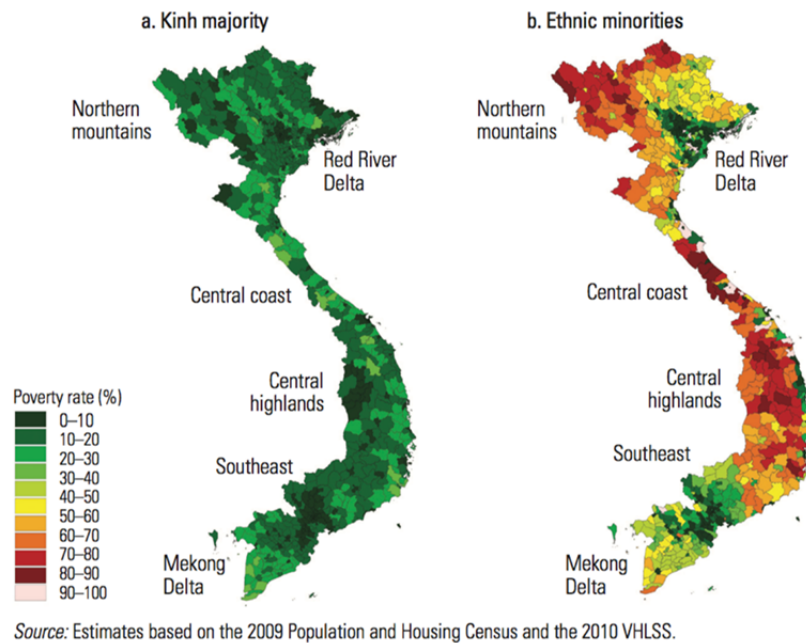 a. Kinh majority
b. Ethnic minorities
Northern
mountains
Red River
Delta
Central coast
Central
highlands
Southeast
Mekong
Delta
Northern
mountains
Red River
Delta
Central coast
Central
highlands
Southeast
Mekong
Delta
Poverty rate (%)
0–10
10–20
20–30
30–40
40–50
50–60
60–70
70–80
80–90
90–100
Source: Estimates based on the 2009 Population and Housing Census and the 2010 VHLSS.